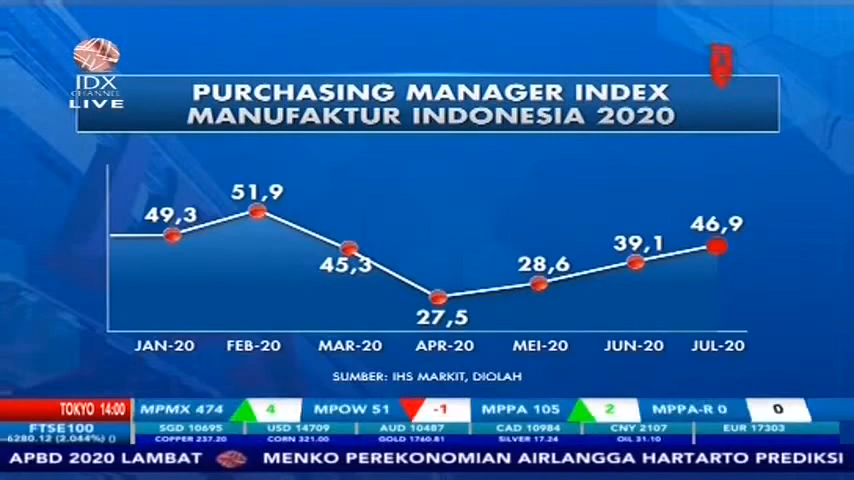 IDX
CHANNEL
LIVE
PURCHASING MANAGER INDEX
MANUFAKTUR INDONESIA 2020
49,3
51,9
45,3
27,5
28,6
39,1
46,9
JAN-20 FEB-20 MAR-20 APR-20 MEI-20 JUN-20 JUL-20
SUMBER: IHS MARKIT, DIOLAH
TOKYO 14:00 MPMX 474 4 MPOW 51 -1 MPPA 105 2 MPPA-R 0 0
FTSE100 SGD 10695 USD 14709 AUD 10487 CAD 10984 CNY 2107 EUR 17303
6280.12 (2.044%) () COPPER 237.20 CORN 321.00 GOLD 1760.81 SILVER 17.24 OIL 31.10
APBD 2020 LAMBAT MENKO PEREKONOMIAN AIRLANGGA HARTARTO PREDIKSI